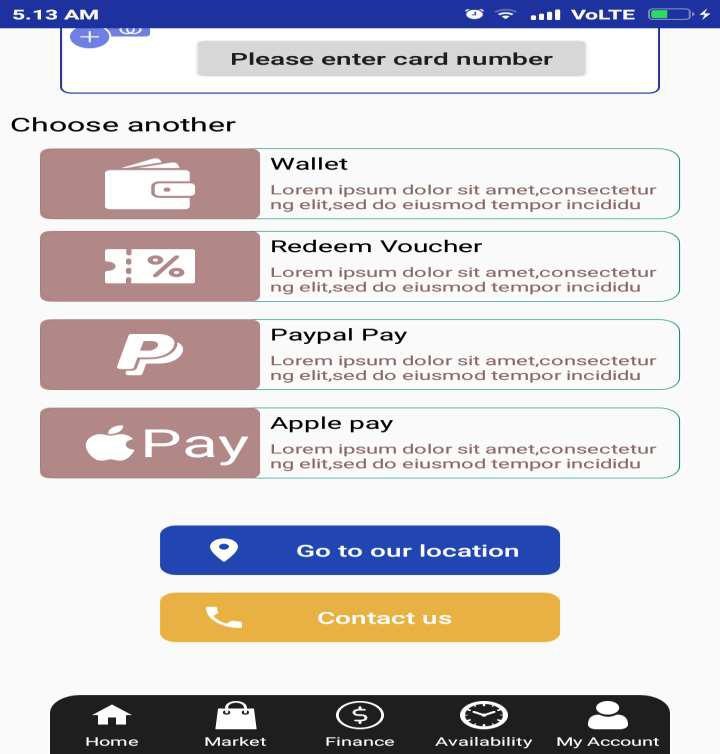 5.13 AM VoLTE
Please enter card number
Choose another
Wallet
Lorem ipsum dolor sit amet,consectetur
ng elit,sed do eiusmod tempor incididu
Redeem Voucher
Lorem ipsum dolor sit amet,consectetur
ng elit,sed do eiusmod tempor incididu
Paypal Pay
Lorem ipsum dolor sit amet,consectetur
ng elit,sed do eiusmod tempor incididu
Pay
Apple pay
Lorem ipsum dolor sit amet,consectetur
ng elit,sed do eiusmod tempor incididu
Go to our location
Contact us
Home Market Finance Availability My Account